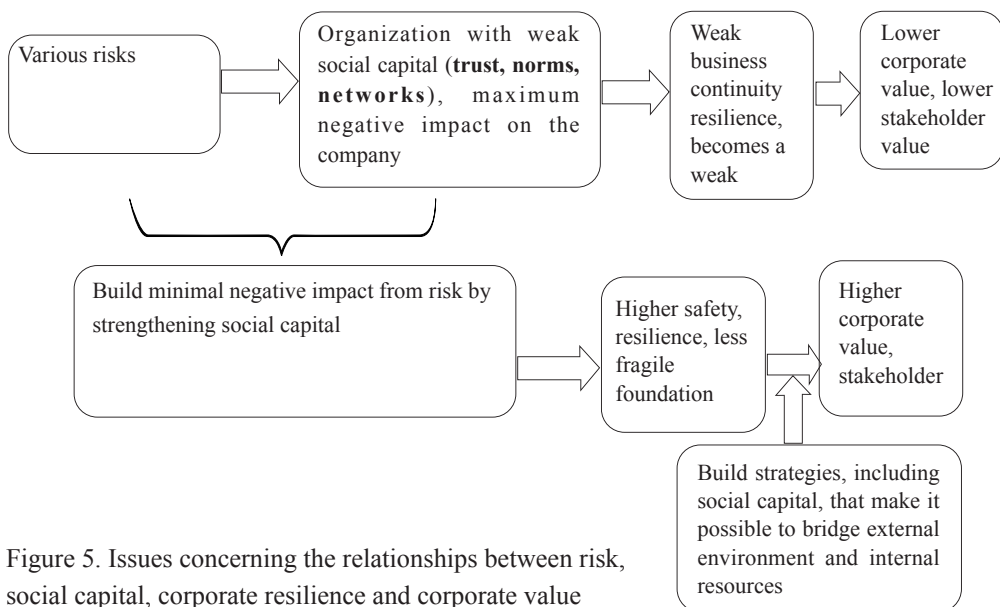 Various risks
Organization with weak
social capital (trust, norms,
networks), maximum
negative impact on the
company
Weak
business
continuity
resilience,
becomes a
weak
Lower
corporate
value, lower
stakeholder
value
Build minimal negative impact from risk by
strengthening social capital
Higher safety,
resilience, less
fragile
foundation
Higher
corporate
value,
stakeholder
Build strategies, including
social capital, that make it
possible to bridge external
environment and internal
resources
Figure 5. Issues concerning the relationships between risk,
social capital, corporate resilience and corporate value